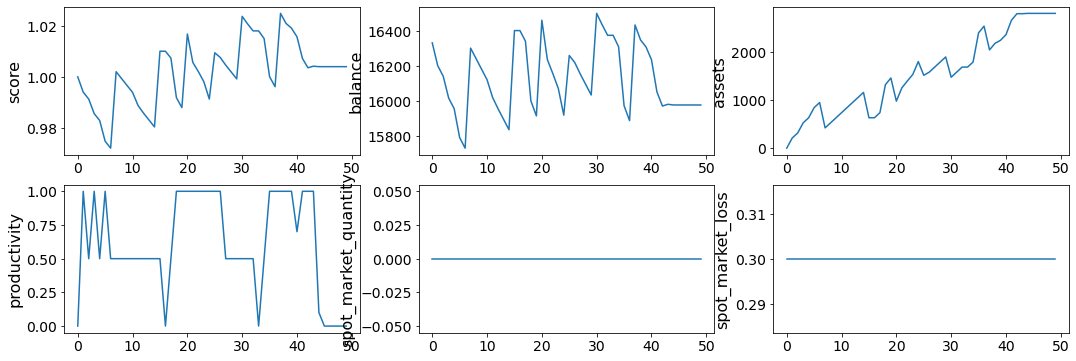 score
1.02
1.00
0.98
0 10 20 30 40 50
balance
16400
16200
16000
15800
0 10 20 30 40 50
assets
2000
1000
0
0 10 20 30 40 50
productivity
1.00
0.75
0.50
0.25
0.00
0 10 20 30 40 50
spot_market_quantity
0.050
0.025
0.000
−0.025
−0.050
0 10 20 30 40 50
spot_market_loss
0.31
0.30
0.29
0 10 20 30 40 50